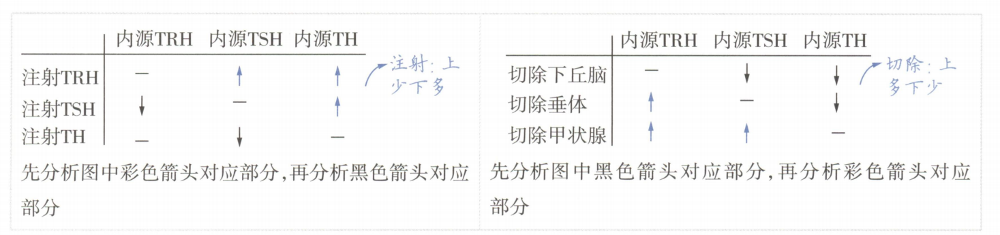 内源TRH 内源TSH 内源TH
注射TRH — ↑ ↑
注射:上
少下多
注射TSH ↓ — ↑
注射TH — ↓ —
先分析图中彩色箭头对应部分,再分析黑色箭头对应
部分
内源TRH 内源TSH 内源TH
切除下丘脑 — ↓ ↓
切除:上
多下少
切除垂体 ↑ — ↓
切除甲状腺 ↑ ↑ —
先分析图中黑色箭头对应部分,再分析彩色箭头对应
部分